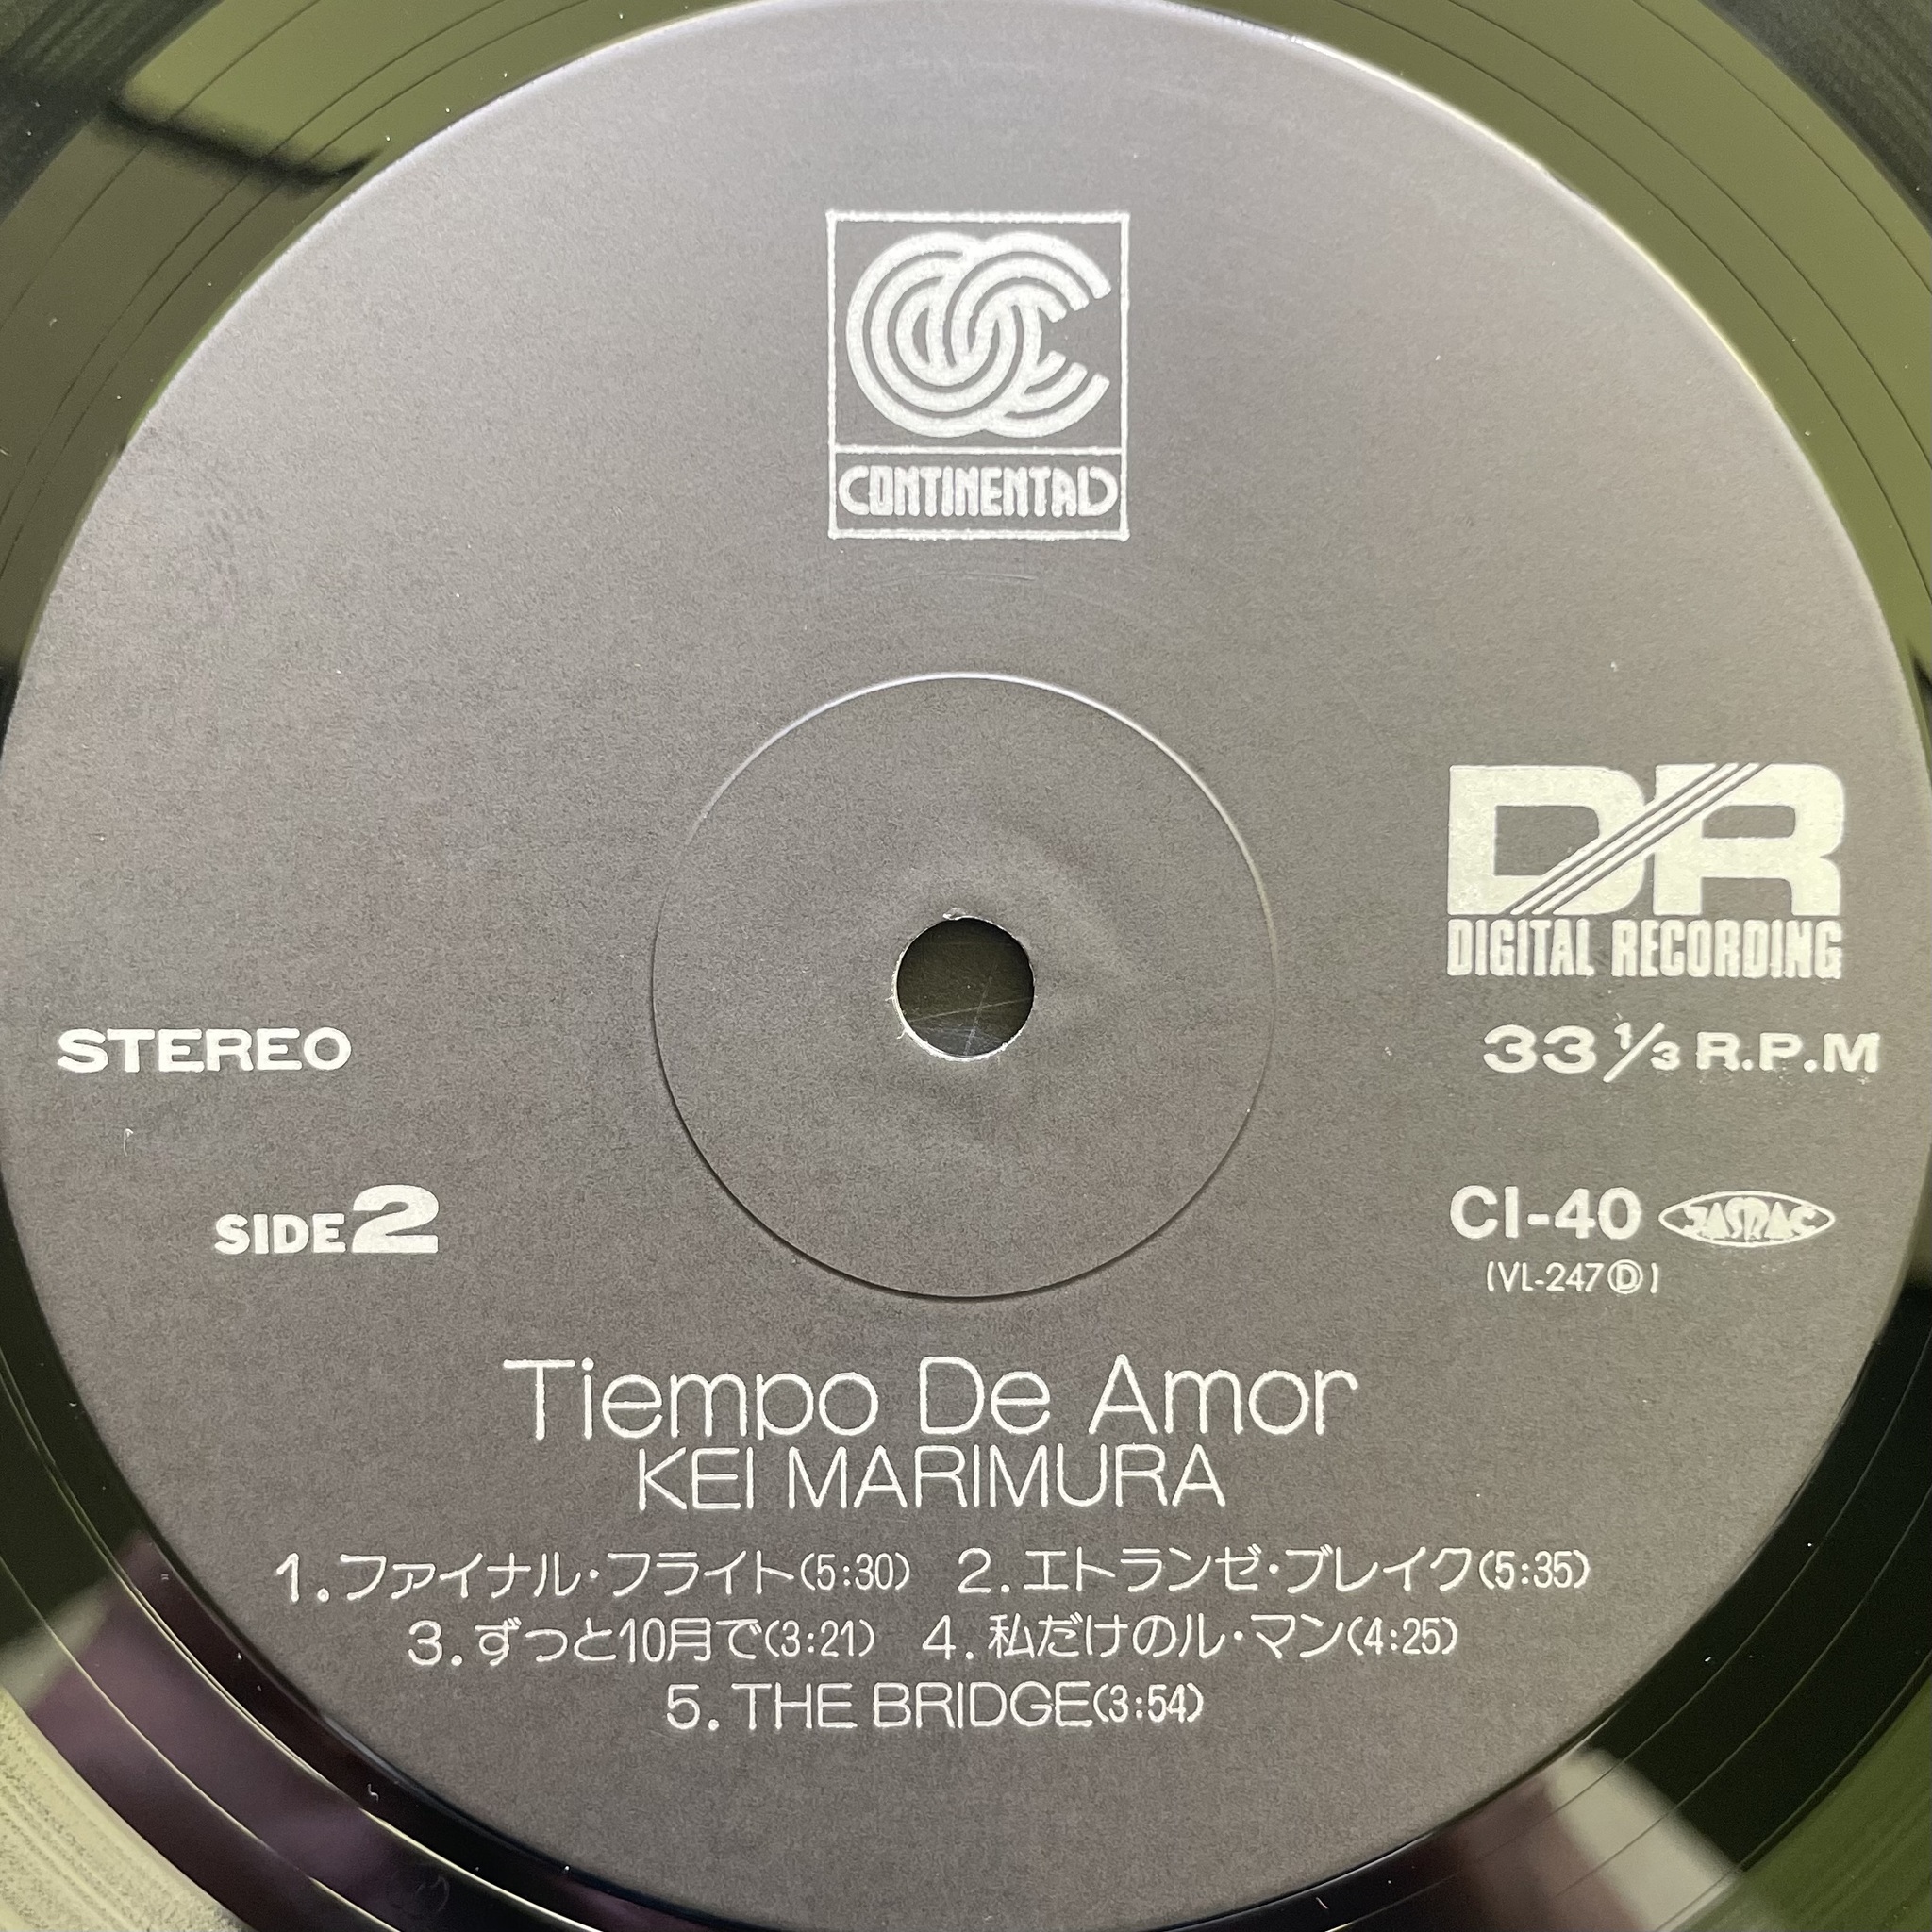 CONTINENTAL
DR
DIGITAL RECORDING
STEREO
33 1/3 R.P.M
SIDE 2
CI-40 JASRAC
(VL-247Ⓓ)
Tiempo De Amor
KEI MARIMURA
1.ファイナル・フライト(5:30) 2.エトランゼ・ブレイク(5:35)
3.ずっと10月で(3:21) 4.私だけのル・マン(4:25)
5.THE BRIDGE(3:54)